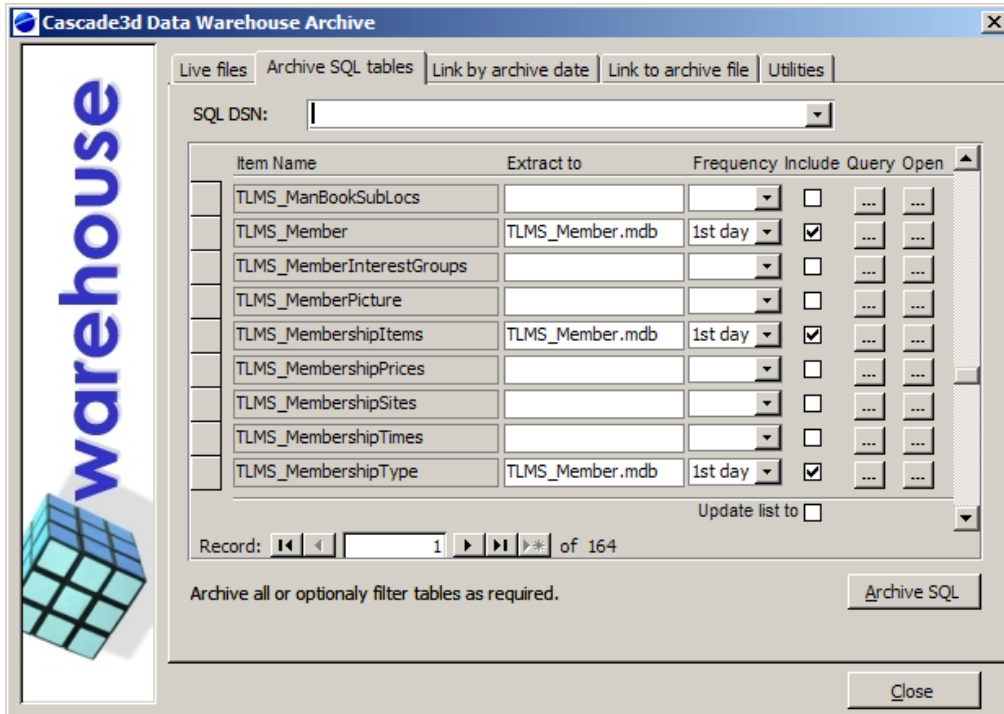 Cascade3d Data Warehouse Archive
warehouse
Live files Archive SQL tables Link by archive date Link to archive file Utilities
SQL DSN:
Item Name Extract to Frequency Include Query Open
TLMS_ManBookSubLocs ... ...
TLMS_Member TLMS_Member.mdb 1st day ... ...
TLMS_MemberInterestGroups ... ...
TLMS_MemberPicture ... ...
TLMS_MembershipItems TLMS_Member.mdb 1st day ... ...
TLMS_MembershipPrices ... ...
TLMS_MembershipSites ... ...
TLMS_MembershipTimes ... ...
TLMS_MembershipType TLMS_Member.mdb 1st day ... ...
Update list to
Record: 1 of 164
Archive all or optionaly filter tables as required. Archive SQL
Close